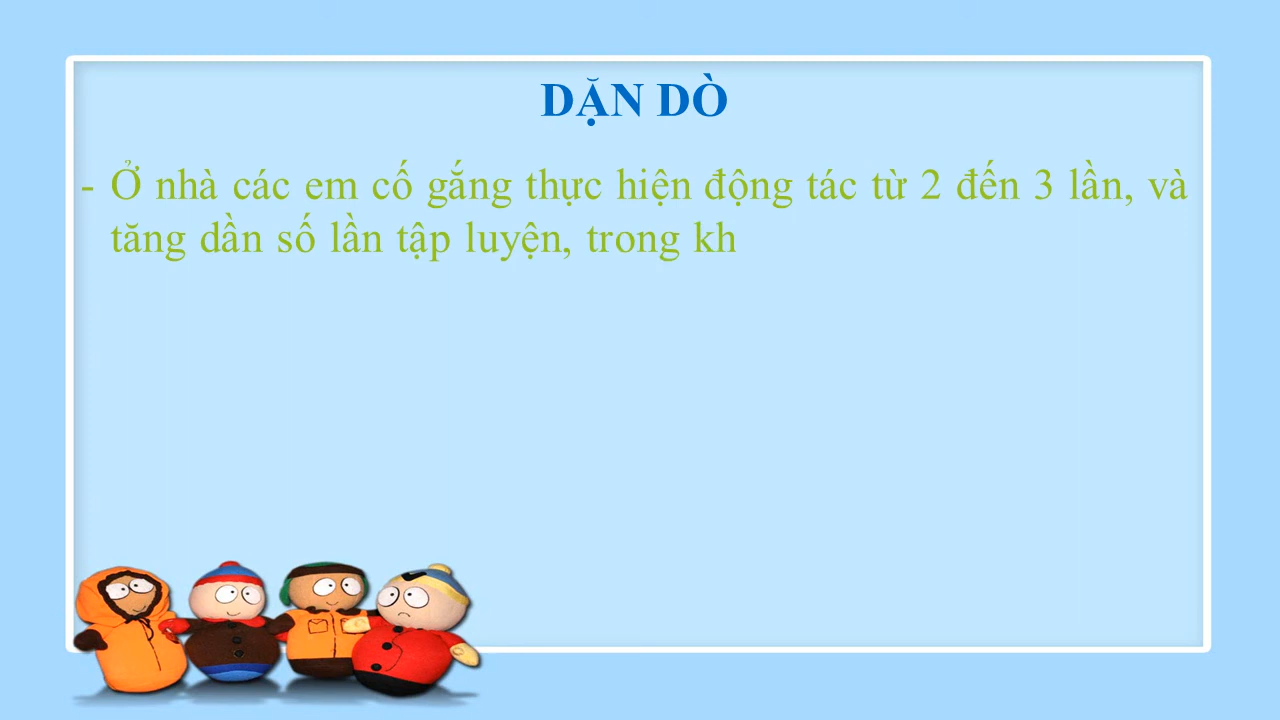 DẶN DÒ
- Ở nhà các em cố gắng thực hiện động tác từ 2 đến 3 lần, và
tăng dần số lần tập luyện, trong kh